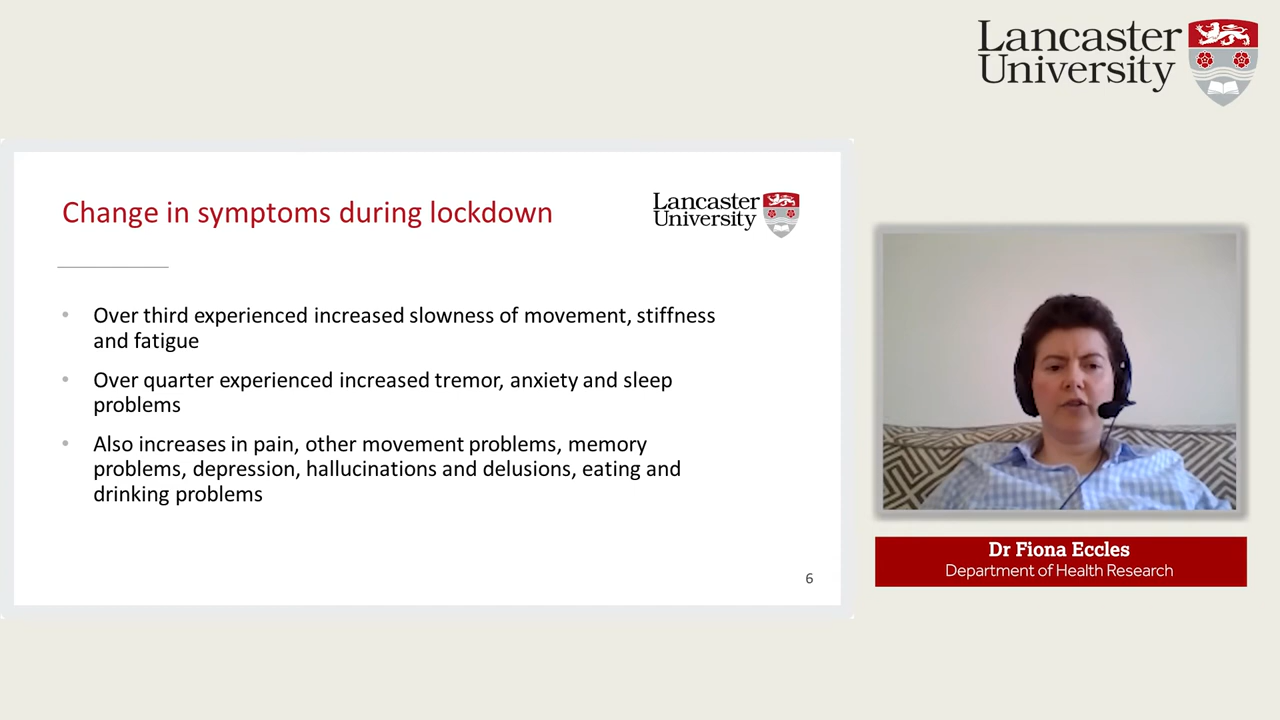 Lancaster
University
Change in symptoms during lockdown
Lancaster
University
• Over third experienced increased slowness of movement, stiffness
and fatigue
• Over quarter experienced increased tremor, anxiety and sleep
problems
• Also increases in pain, other movement problems, memory
problems, depression, hallucinations and delusions, eating and
drinking problems
6
Dr Fiona Eccles
Department of Health Research